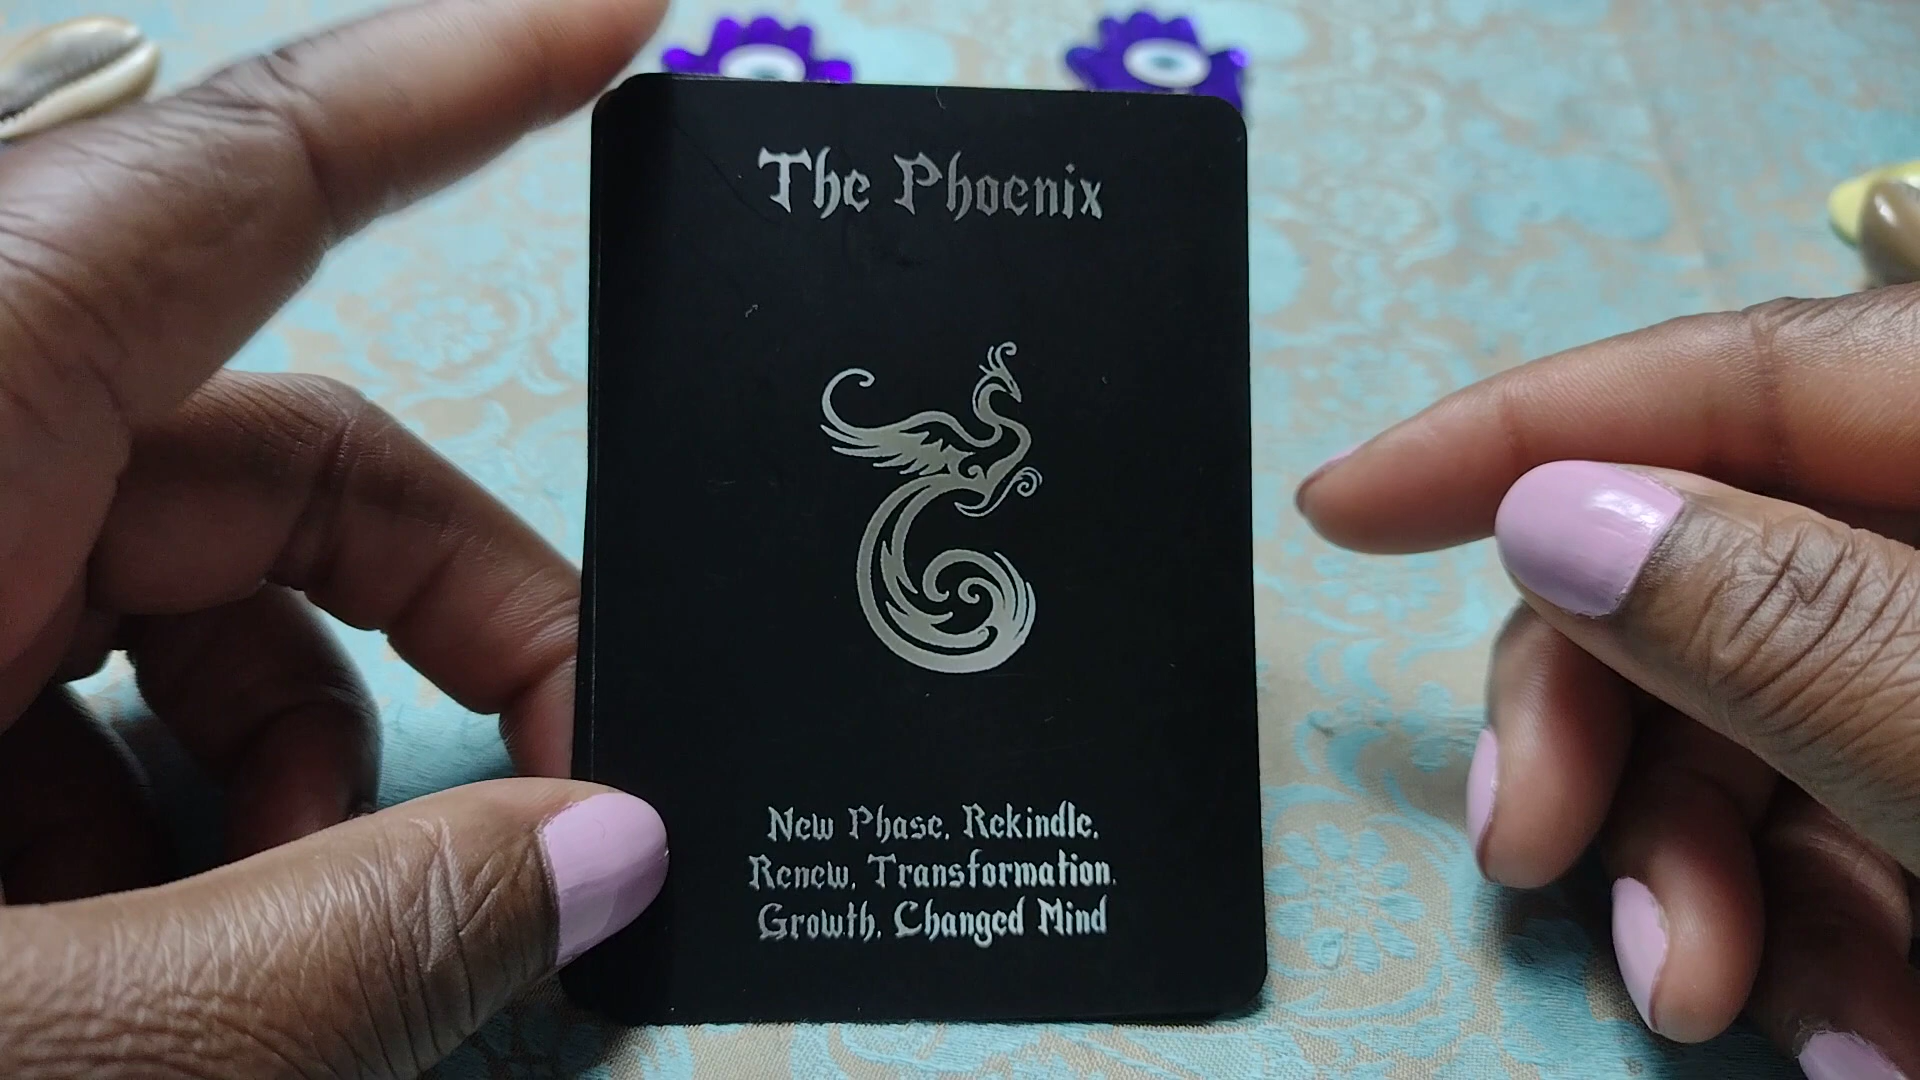 The Phoenix
New Phase, Rekindle,
Renew, Transformation,
Growth, Changed Mind